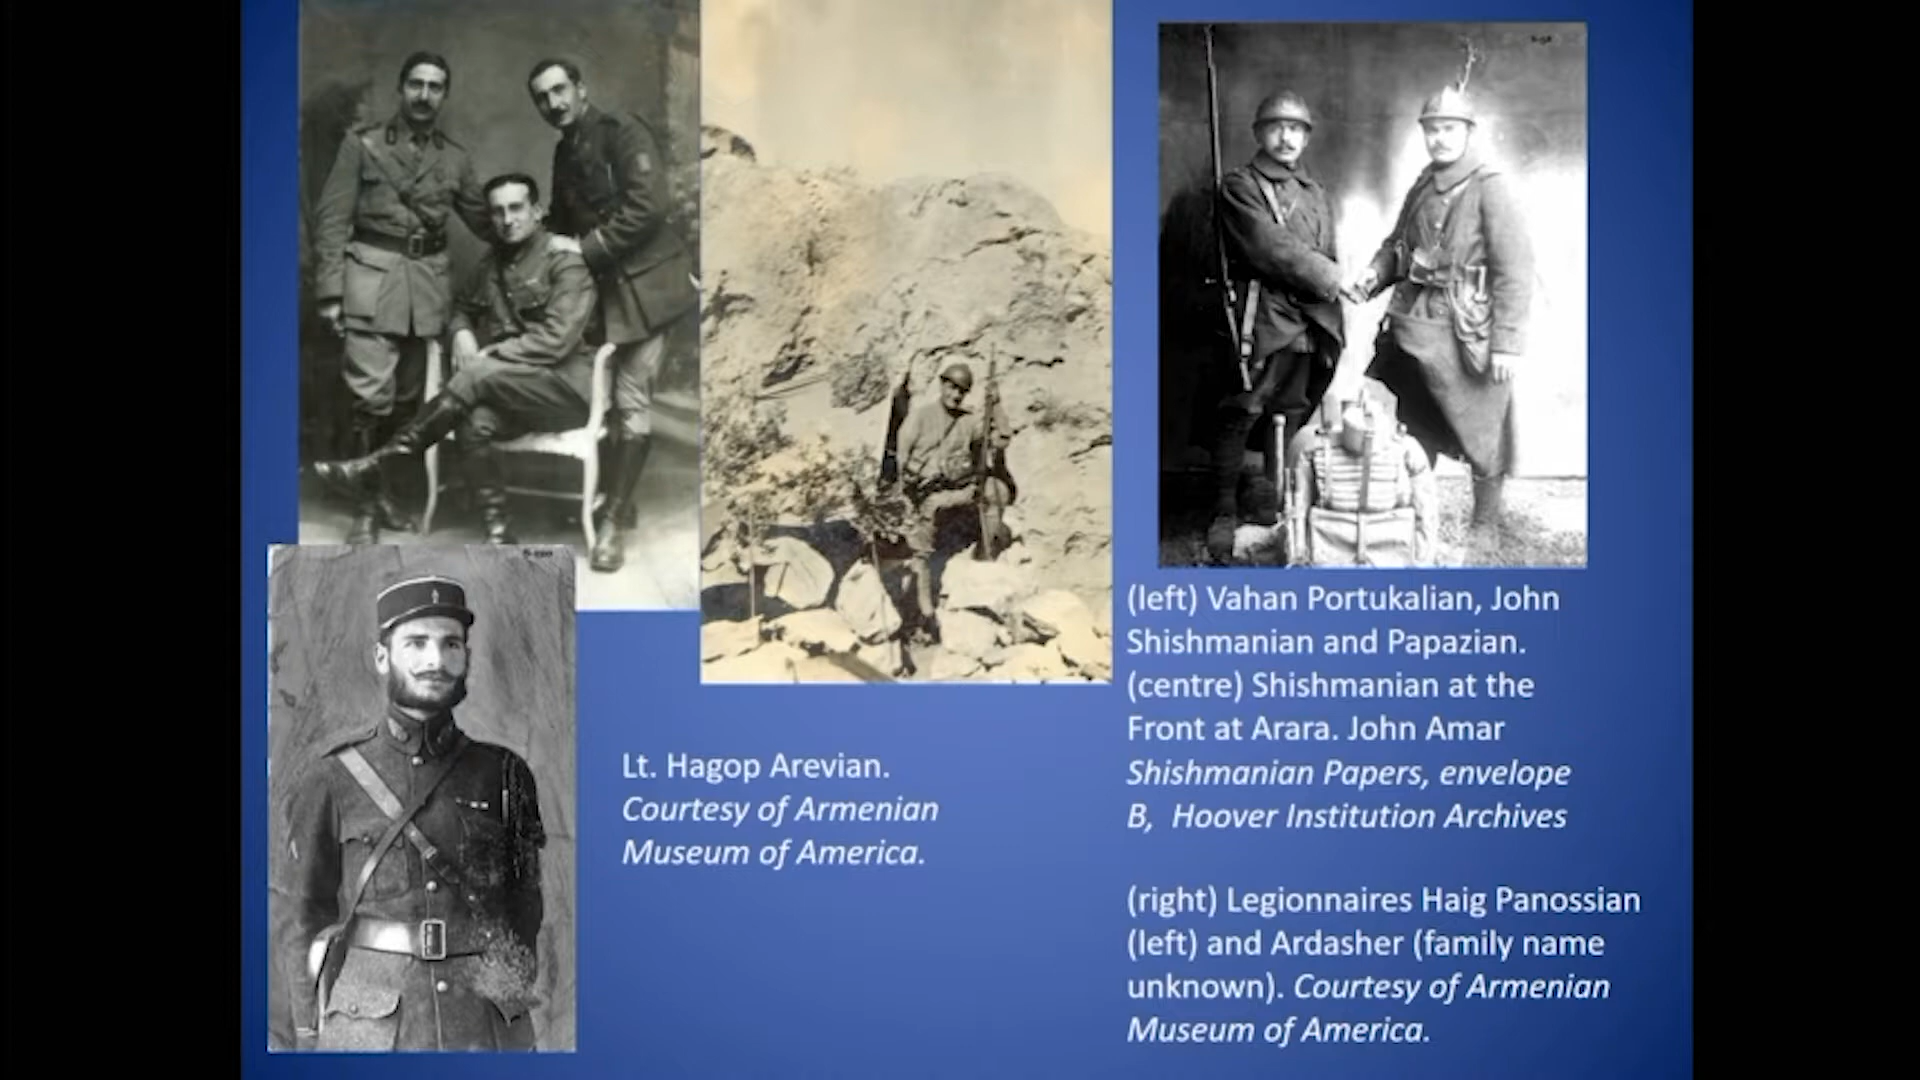 Lt. Hagop Arevian.
Courtesy of Armenian
Museum of America.
(left) Vahan Portukalian, John
Shishmanian and Papazian.
(centre) Shishmanian at the
Front at Arara. John Amar
Shishmanian Papers, envelope
B, Hoover Institution Archives
(right) Legionnaires Haig Panossian
(left) and Ardasher (family name
unknown). Courtesy of Armenian
Museum of America.